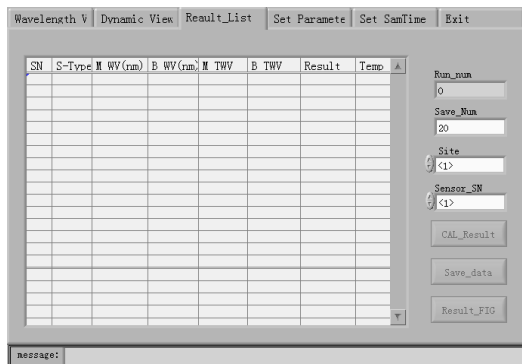 Wavelength V Dynamic View Reault_List Set Paramete Set SamTime Exit
SN S-Type M WV(nm) B WV(nm) M TWV B TWV Result Temp
Run_num
0
Save_Num
20
Site
<1>
Sensor_SN
<1>
CAL_Result
Save_data
Result_FIG
message: